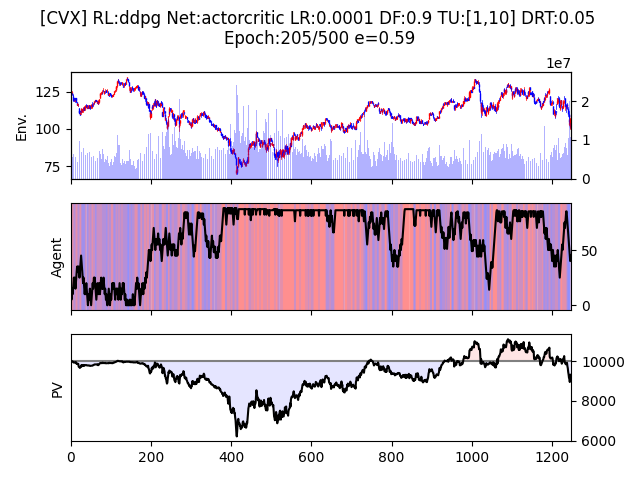 [CVX] RL:ddpg Net:actorcritic LR:0.0001 DF:0.9 TU:[1,10] DRT:0.05
Epoch:205/500 e=0.59
1e7
125
100
75
Env.
2
1
0
Agent
50
0
PV
10000
8000
6000
0 200 400 600 800 1000 1200